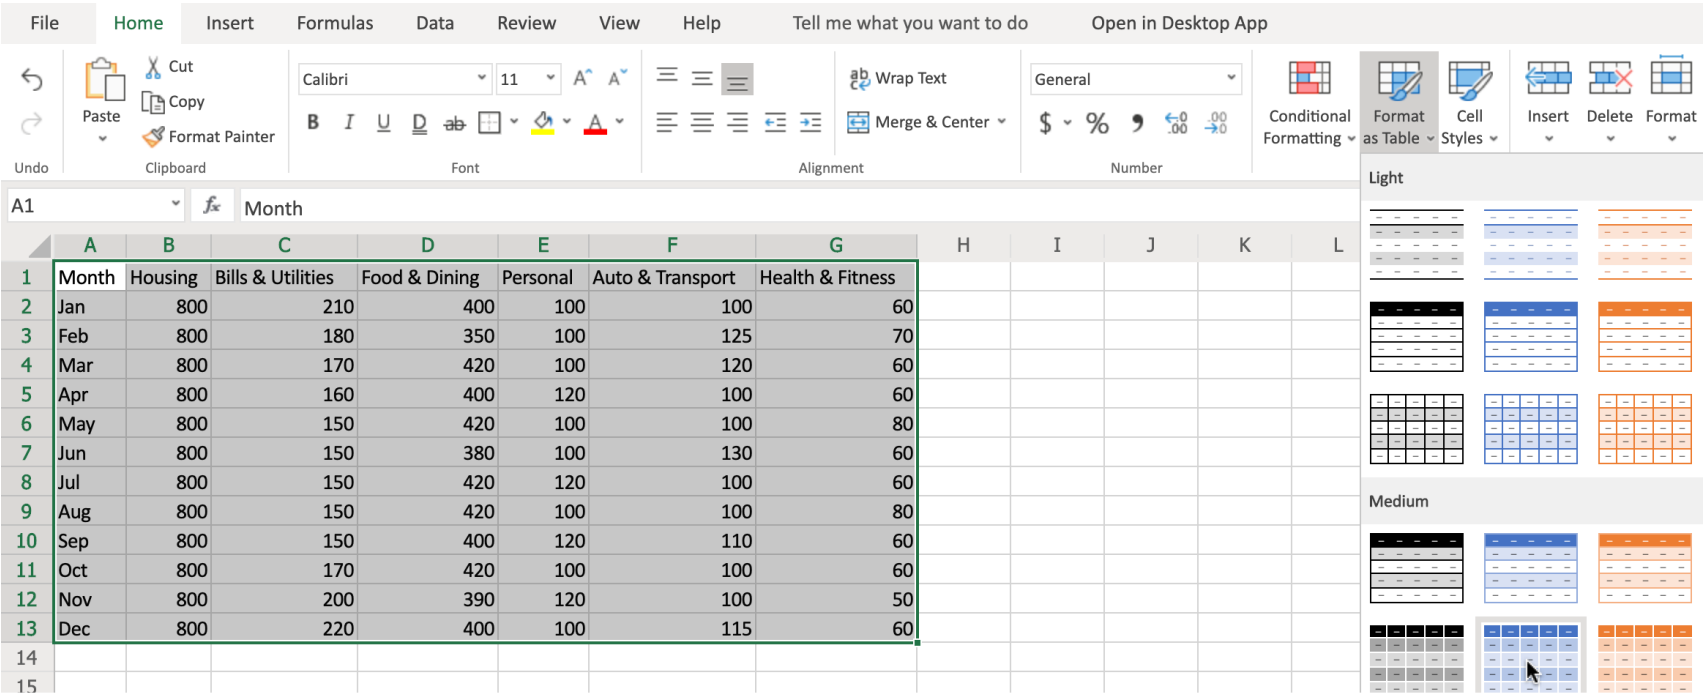 File Home Insert Formulas Data Review View Help Tell me what you want to do Open in Desktop App
Undo
Paste
Cut
Copy
Format Painter
Clipboard
Calibri 11 A A
B I U D ab A
Font
ab Wrap Text
Merge & Center
Alignment
General
$ % , .00 .00
Number
Conditional Formatting
Format as Table
Cell Styles
Insert
Delete
Format
A1 fx Month
A B C D E F G H I J K L
1 Month Housing Bills & Utilities Food & Dining Personal Auto & Transport Health & Fitness
2 Jan 800 210 400 100 100 60
3 Feb 800 180 350 100 125 70
4 Mar 800 170 420 100 120 60
5 Apr 800 160 400 120 100 60
6 May 800 150 420 100 100 80
7 Jun 800 150 380 100 130 60
8 Jul 800 150 420 120 100 60
9 Aug 800 150 420 100 100 80
10 Sep 800 150 400 120 110 60
11 Oct 800 170 420 100 100 60
12 Nov 800 200 390 120 100 50
13 Dec 800 220 400 100 115 60
14
15
Light
Medium